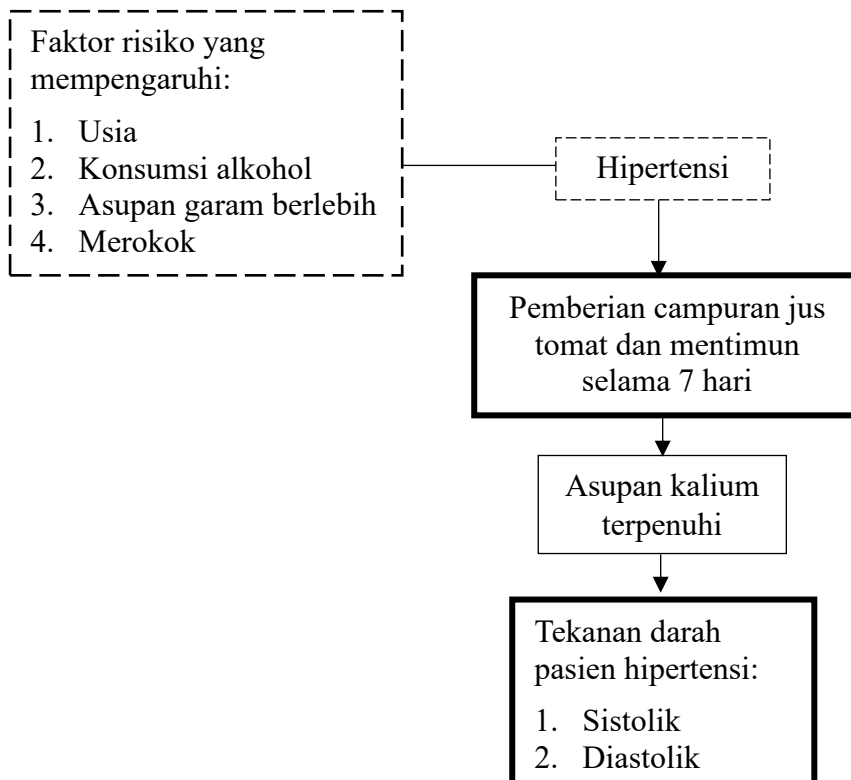 Faktor risiko yang
mempengaruhi:
1. Usia
2. Konsumsi alkohol
3. Asupan garam berlebih
4. Merokok
Hipertensi
Pemberian campuran jus
tomat dan mentimun
selama 7 hari
Asupan kalium
terpenuhi
Tekanan darah
pasien hipertensi:
1. Sistolik
2. Diastolik